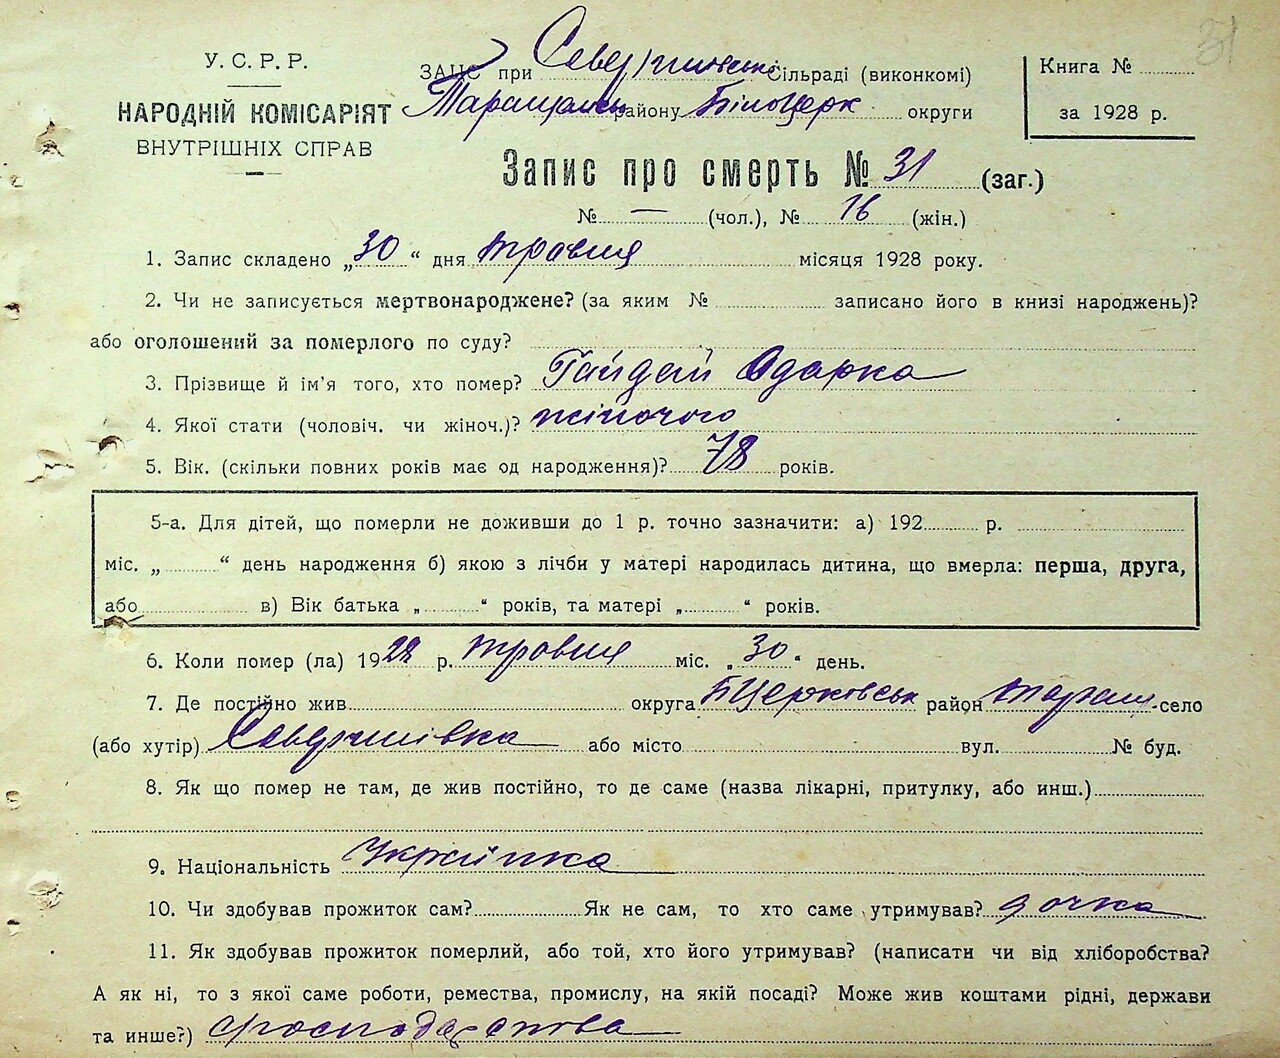 31
У. С. Р. Р.
НАРОДНІЙ КОМІСАРІЯТ
ВНУТРІШНІХ СПРАВ
ЗАЦС при Северинівські Сільраді (виконкомі)
Таращанськ району Білоцерк округи
Книга №
за 1928 р.
Запис про смерть № 31 (заг.)
№ — (чол.), № 16 (жін.)
1. Запис складено „30“ дня травня місяця 1928 року.
2. Чи не записується мертвонароджене? (за яким № записано його в книзі народжень)?
або оголошений за померлого по суду?
3. Прізвище й ім'я того, хто помер? Гайдай Одарка
4. Якої стати (чоловіч. чи жіноч.)? жіночого
5. Вік. (скільки повних років має од народження)? 78 років.
5-а. Для дітей, що померли не доживши до 1 р. точно зазначити: а) 192 р.
міс. „ “ день народження б) якою з лічби у матері народилась дитина, що вмерла: перша, друга,
або в) Вік батька „ “ років, та матері „ “ років.
6. Коли помер (ла) 1928 р. травня міс. „30“ день.
7. Де постійно жив округа БЦерковськ район Таращ. село
(або хутір) Северинівка або місто вул. № буд.
8. Як що помер не там, де жив постійно, то де саме (назва лікарні, притулку, або инш.)
9. Національність Українка
10. Чи здобував прожиток сам? Як не сам, то хто саме утримував? дочка
11. Як здобував прожиток померлий, або той, хто його утримував? (написати чи від хліборобства?
А як ні, то з якої саме роботи, ремества, промислу, на якій посаді? Може жив коштами рідні, держави
та инше?) господарства